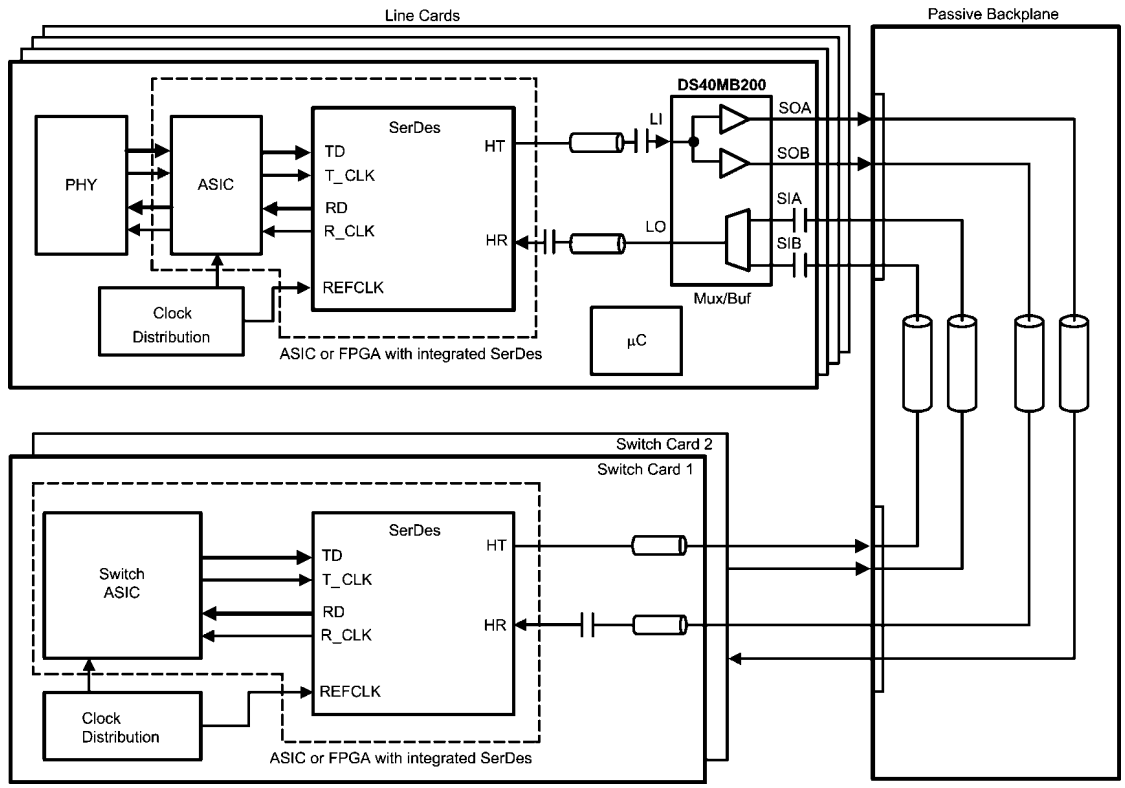 Line Cards
Passive Backplane
DS40MB200
PHY
ASIC
SerDes
TD
T_CLK
RD
R_CLK
REFCLK
HT
HR
LI
LO
SOA
SOB
SIA
SIB
Mux/Buf
Clock
Distribution
ASIC or FPGA with integrated SerDes
μC
Switch Card 2
Switch Card 1
Switch
ASIC
SerDes
TD
T_CLK
RD
R_CLK
REFCLK
HT
HR
Clock
Distribution
ASIC or FPGA with integrated SerDes